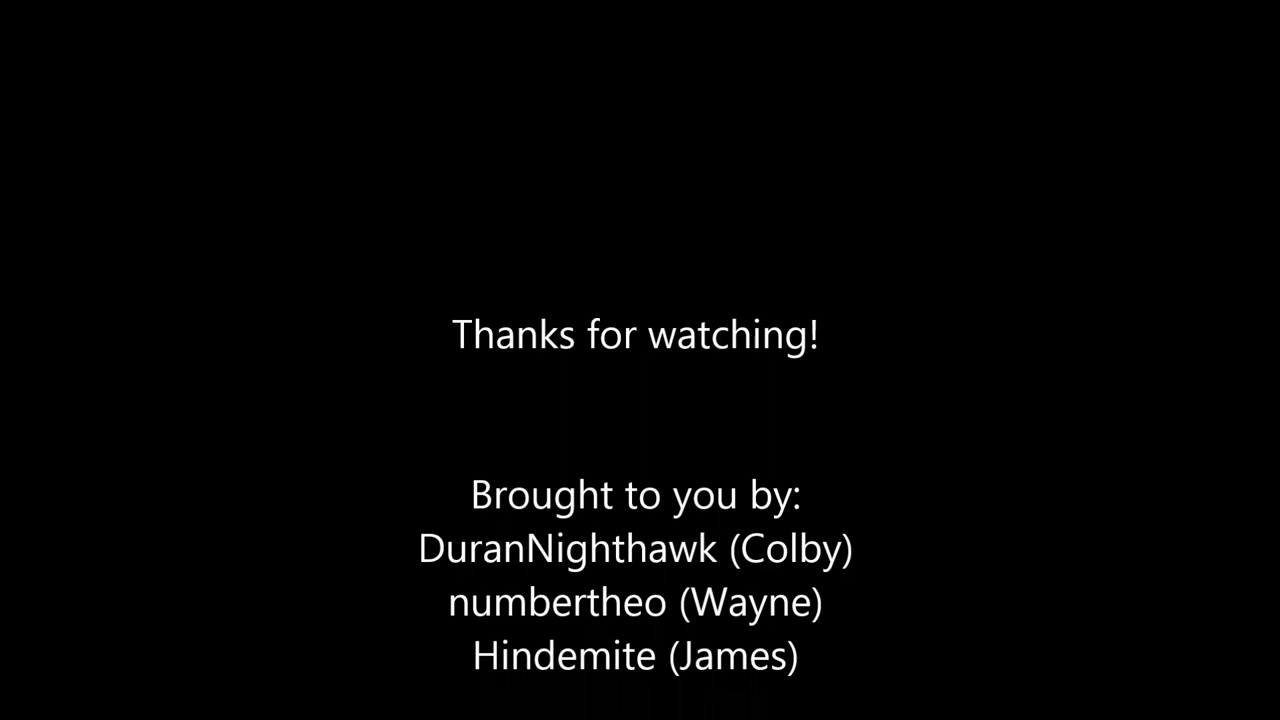 Thanks for watching!
Brought to you by:
DuranNighthawk (Colby)
numbertheo (Wayne)
Hindemite (James)